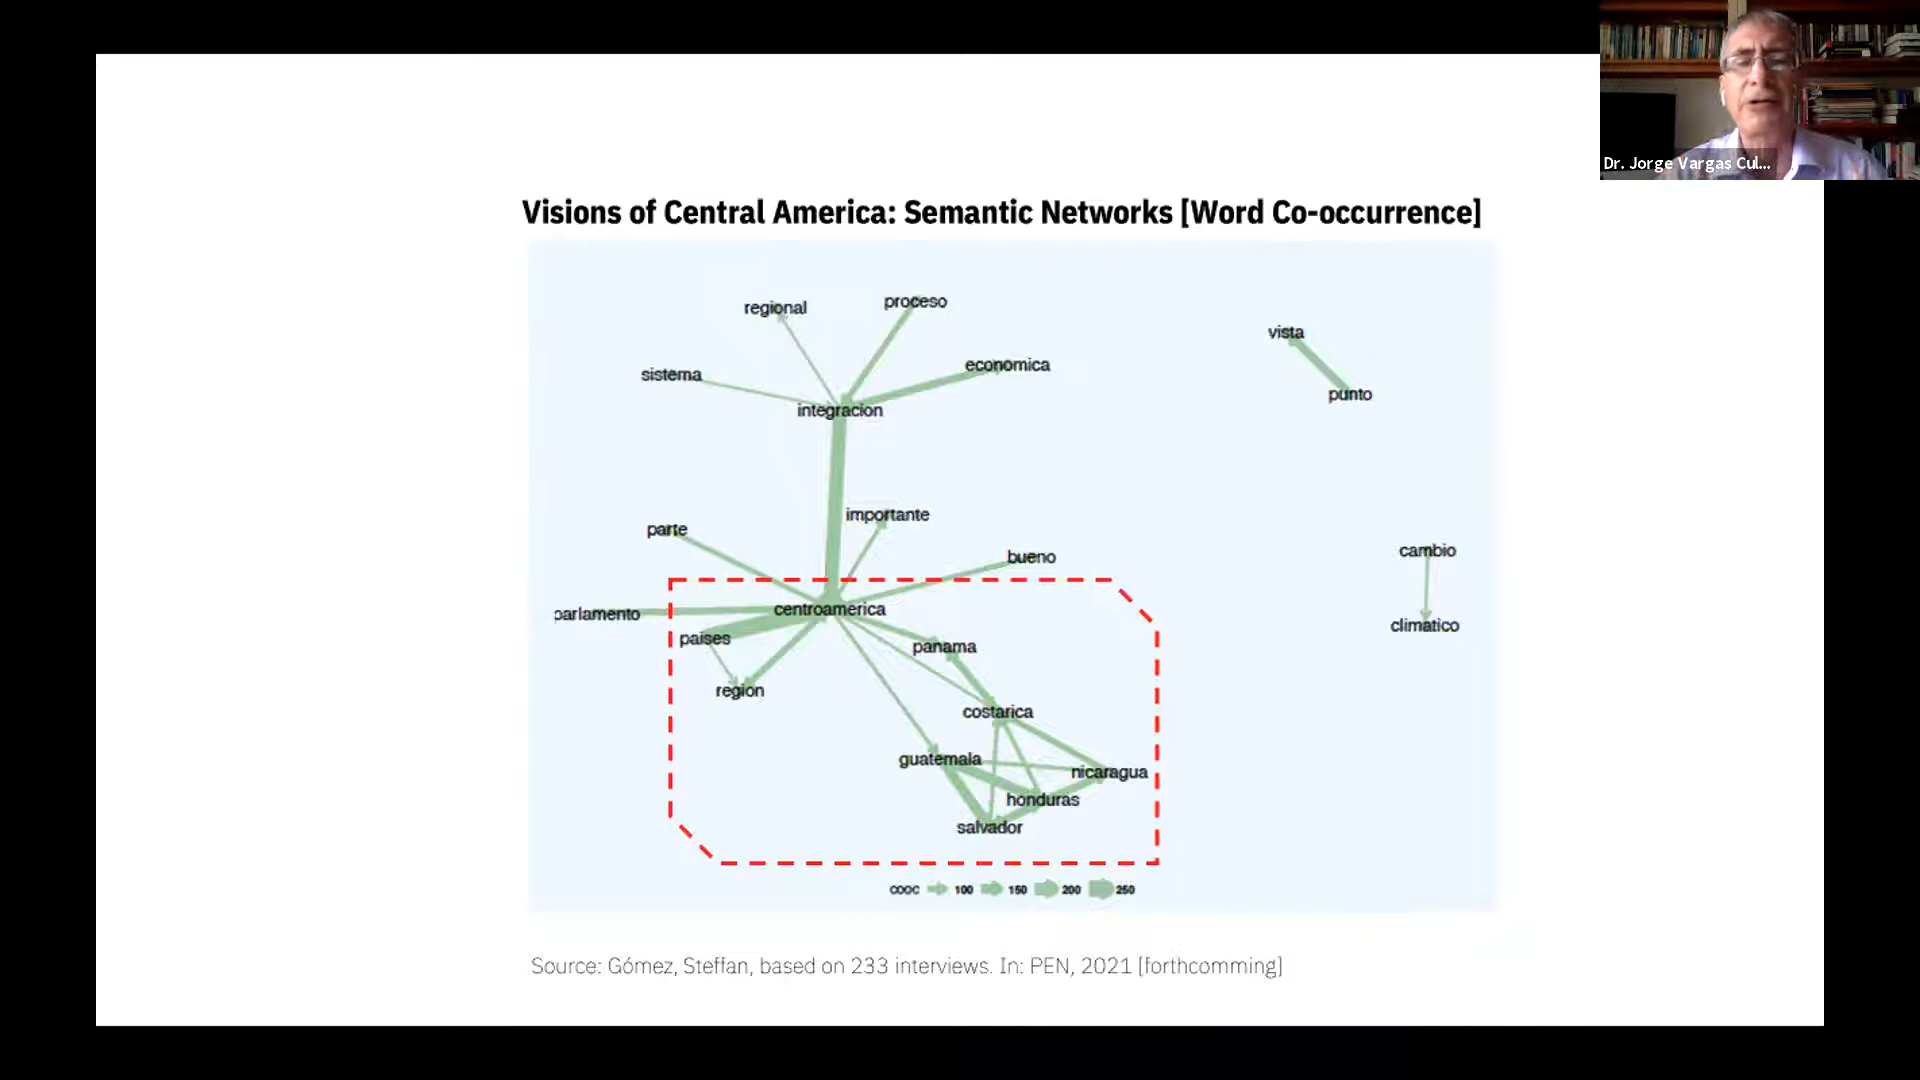 Dr. Jorge Vargas Cul...
Visions of Central America: Semantic Networks [Word Co-occurrence]
regional
proceso
vista
economica
sistema
punto
integracion
importante
parte
cambio
bueno
centroamerica
parlamento
climatico
paises
panama
region
costarica
guatemala
nicaragua
honduras
salvador
COOC 100 150 200 250
Source: Gómez, Steffan, based on 233 interviews. In: PEN, 2021 [forthcomming]